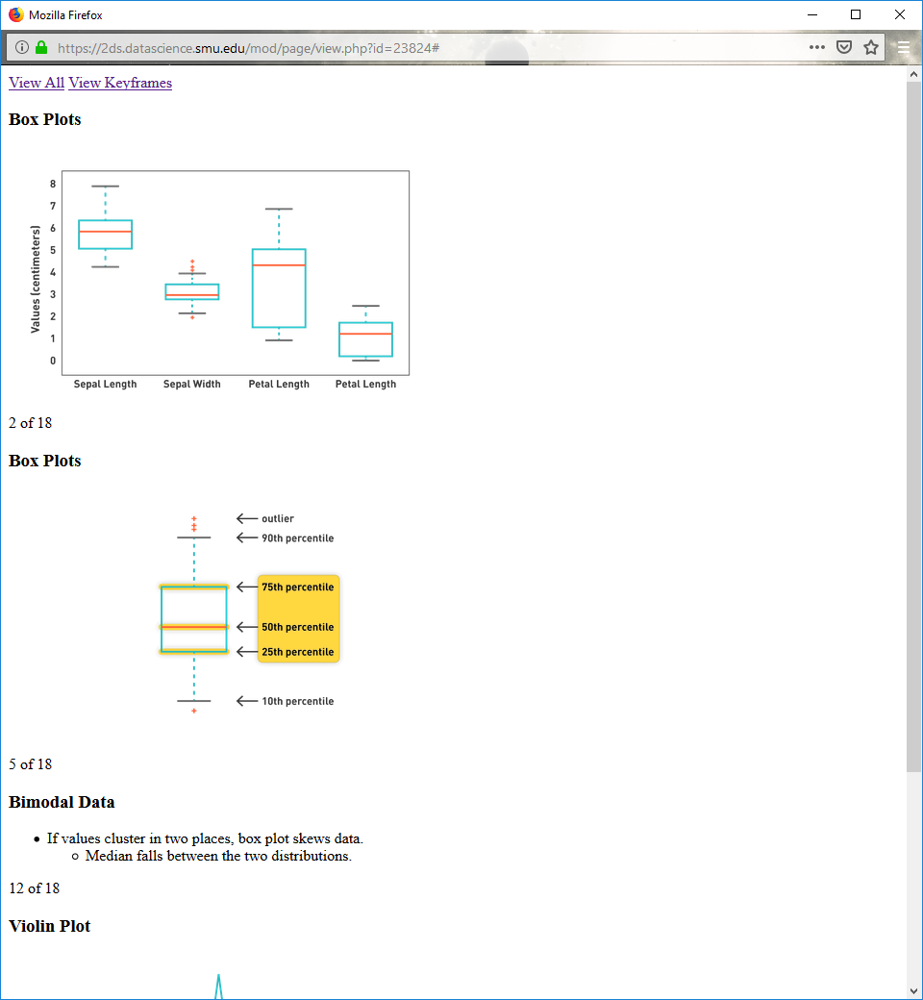 Mozilla Firefox
https://2ds.datascience.smu.edu/mod/page/view.php?id=23824#
View All View Keyframes
Box Plots
8
7
6
5
4
3
2
1
0
Values (centimeters)
Sepal Length Sepal Width Petal Length Petal Length
2 of 18
Box Plots
outlier
90th percentile
75th percentile
50th percentile
25th percentile
10th percentile
5 of 18
Bimodal Data
• If values cluster in two places, box plot skews data.
○ Median falls between the two distributions.
12 of 18
Violin Plot